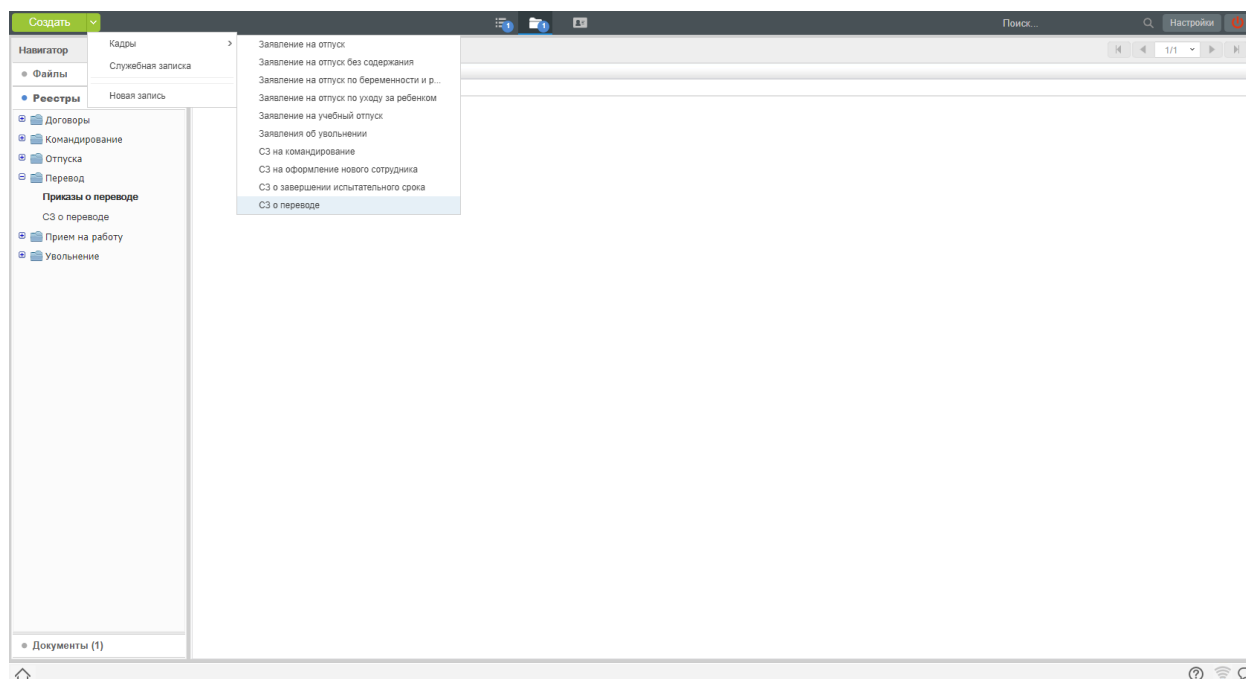 Создать
1
1
Поиск...
Настройки
Навигатор
1/1
Файлы
Реестры
Договоры
Командирование
Отпуска
Перевод
Приказы о переводе
СЗ о переводе
Прием на работу
Увольнение
Кадры
Служебная записка
Новая запись
Заявление на отпуск
Заявление на отпуск без содержания
Заявление на отпуск по беременности и р...
Заявление на отпуск по уходу за ребенком
Заявление на учебный отпуск
Заявления об увольнении
СЗ на командирование
СЗ на оформление нового сотрудника
СЗ о завершении испытательного срока
СЗ о переводе
Документы (1)